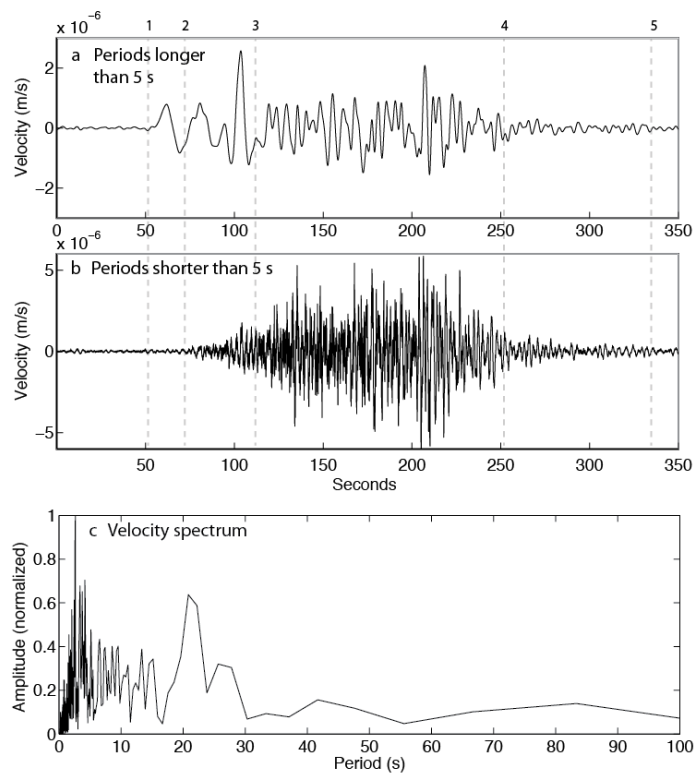 x 10⁻⁶
1 2 3 4 5
a Periods longer
than 5 s
Velocity (m/s)
2
0
−2
0 50 100 150 200 250 300 350
x 10⁻⁶
b Periods shorter than 5 s
Velocity (m/s)
5
0
−5
50 100 150 200 250 300 350
Seconds
c Velocity spectrum
Amplitude (normalized)
1
0.8
0.6
0.4
0.2
0
0 10 20 30 40 50 60 70 80 90 100
Period (s)